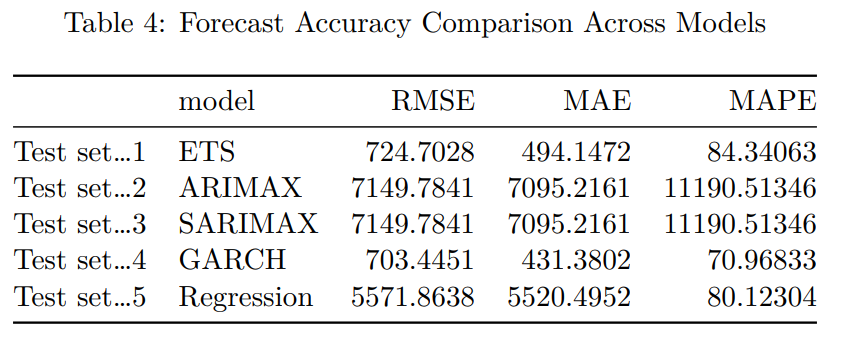 Table 4: Forecast Accuracy Comparison Across Models
model RMSE MAE MAPE
Test set...1 ETS 724.7028 494.1472 84.34063
Test set...2 ARIMAX 7149.7841 7095.2161 11190.51346
Test set...3 SARIMAX 7149.7841 7095.2161 11190.51346
Test set...4 GARCH 703.4451 431.3802 70.96833
Test set...5 Regression 5571.8638 5520.4952 80.12304